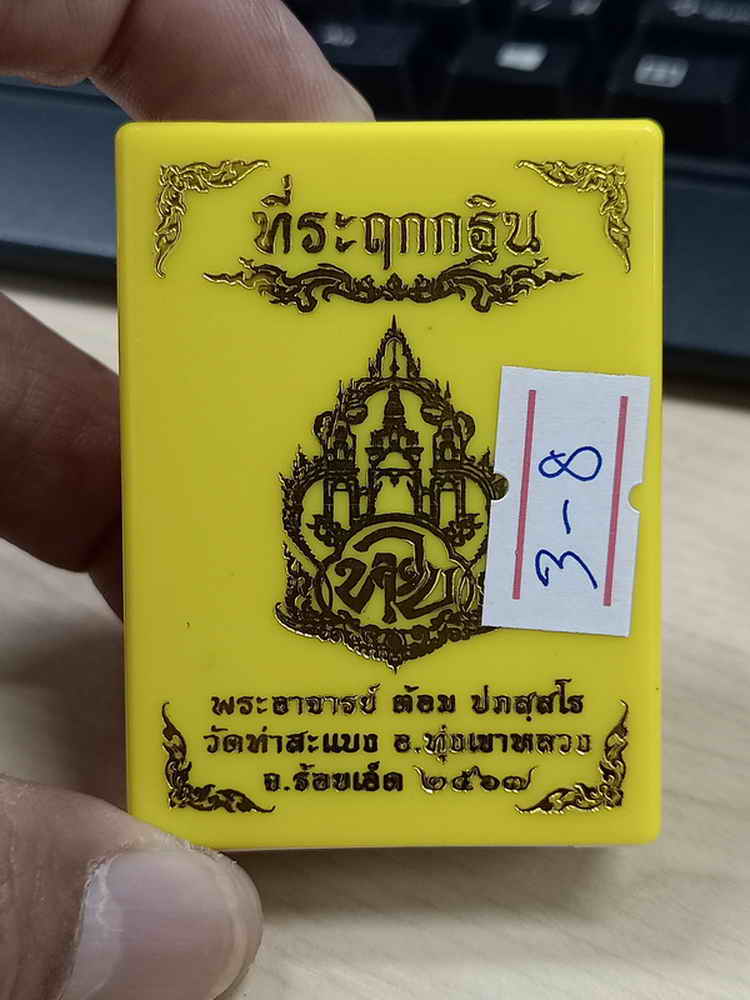 ที่ระฤกกฐิน
3-8
พระอาจารย์ ต้อม ปภสฺสโร
วัดท่าสะแบง อ.ทุ่งเขาหลวง
จ.ร้อยเอ็ด ๒๕๖๗